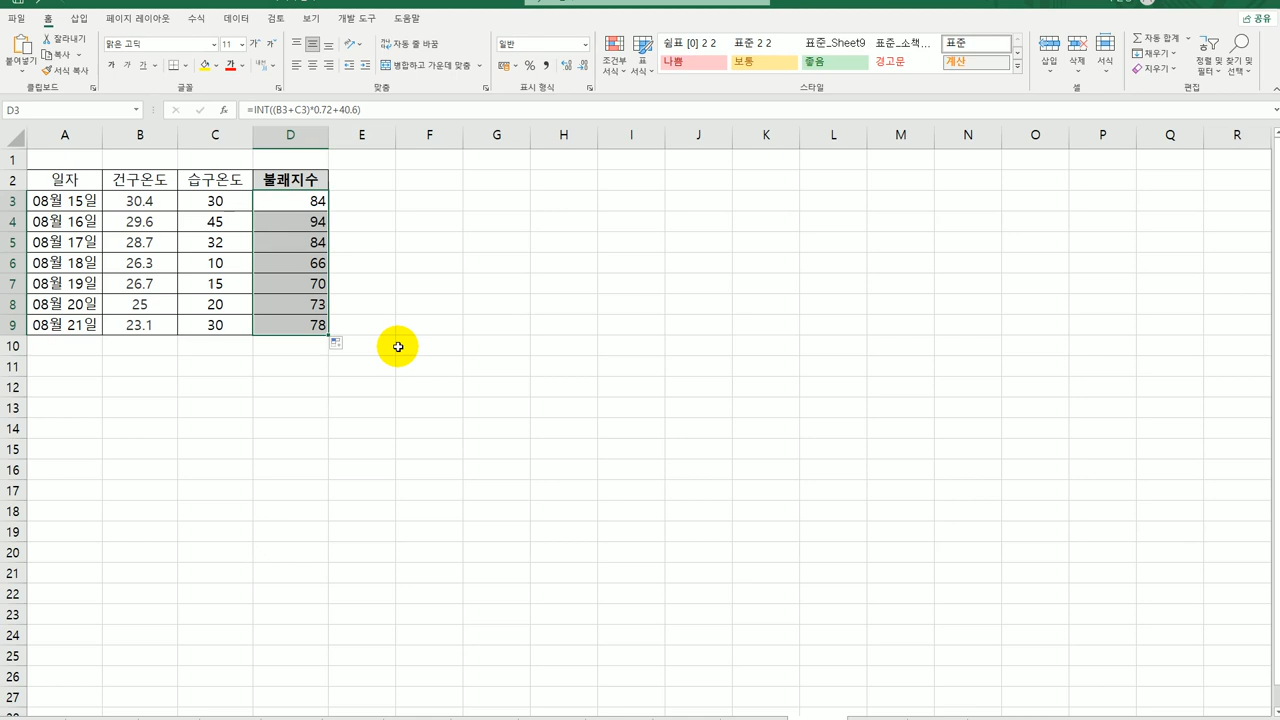 파일 홈 삽입 페이지 레이아웃 수식 데이터 검토 보기 개발 도구 도움말 공유
붙여넣기 잘라내기 복사 서식 복사
맑은 고딕 11
가 가 가
자동 줄 바꿈
병합하고 가운데 맞춤
일반
조건부 서식 표 서식
쉼표 [0] 2 2 표준 2 2 표준_Sheet9 표준_소책... 표준
나쁨 보통 좋음 경고문 계산
삽입 삭제 서식
자동 합계 채우기 지우기
정렬 및 필터
찾기 및 선택
클립보드 글꼴 맞춤 표시 형식 스타일 셀 편집
D3 fx =INT((B3+C3)*0.72+40.6)
A B C D E F G H I J K L M N O P Q R
1
2 일자 건구온도 습구온도 불쾌지수
3 08월 15일 30.4 30 84
4 08월 16일 29.6 45 94
5 08월 17일 28.7 32 84
6 08월 18일 26.3 10 66
7 08월 19일 26.7 15 70
8 08월 20일 25 20 73
9 08월 21일 23.1 30 78
10
11
12
13
14
15
16
17
18
19
20
21
22
23
24
25
26
27